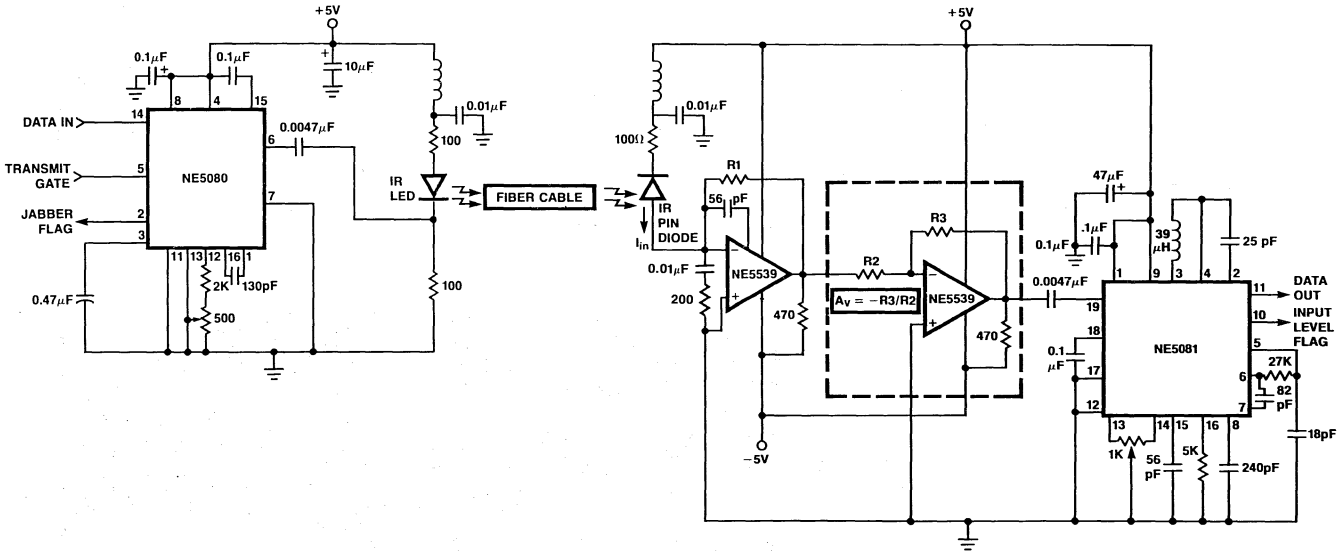 +5V
0.1μF
+
0.1μF
+
10μF
8
4
15
14
DATA IN
6
0.0047μF
0.01μF
100
TRANSMIT
GATE
5
NE5080
IR
LED
7
JABBER
FLAG
2
3
11
13
12
16
1
2K
130pF
0.47μF
500
100
FIBER CABLE
+5V
0.01μF
100Ω
R1
56 pF
IR
PIN
DIODE
Iin
−
NE5539
+
0.01μF
200
470
R2
R3
−
NE5539
+
AV = −R3/R2
470
−5V
47μF
+
.1μF
0.1μF
39
μH
25 pF
0.0047μF
1
9
3
4
2
19
11
DATA
OUT
10
INPUT
LEVEL
FLAG
18
5
NE5081
27K
0.1
μF
17
6
82
pF
7
12
13
14
15
16
8
18pF
1K
56
pF
5K
240pF